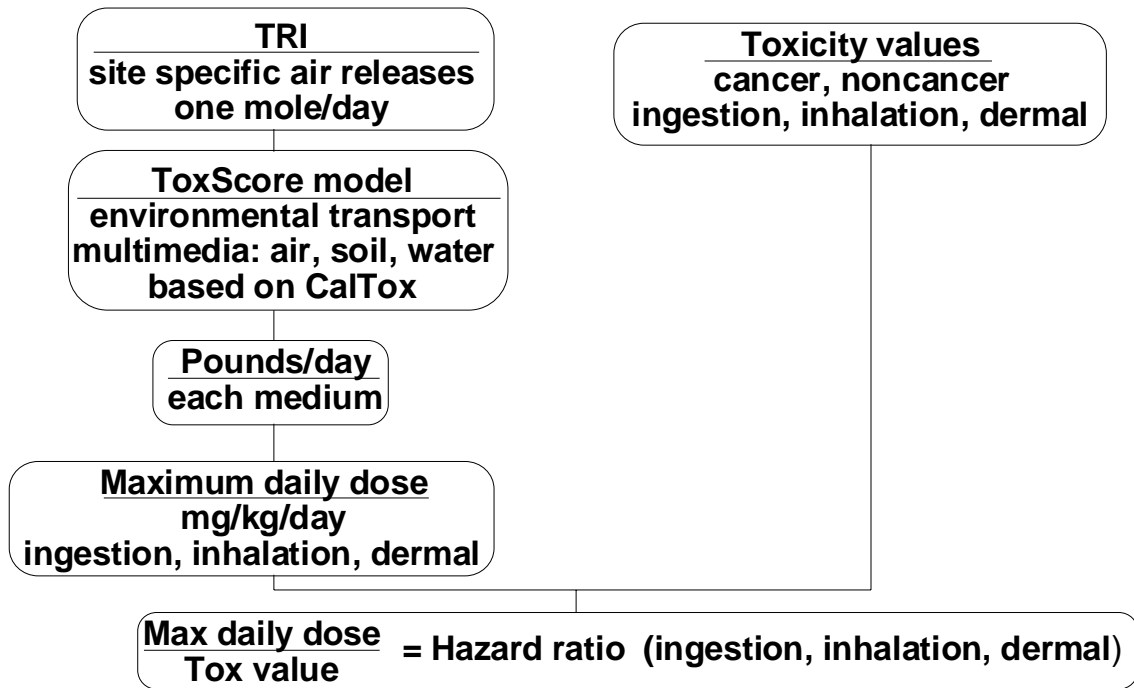 TRI
site specific air releases
one mole/day
Toxicity values
cancer, noncancer
ingestion, inhalation, dermal
ToxScore model
environmental transport
multimedia: air, soil, water
based on CalTox
Pounds/day
each medium
Maximum daily dose
mg/kg/day
ingestion, inhalation, dermal
Max daily dose
Tox value
= Hazard ratio (ingestion, inhalation, dermal)